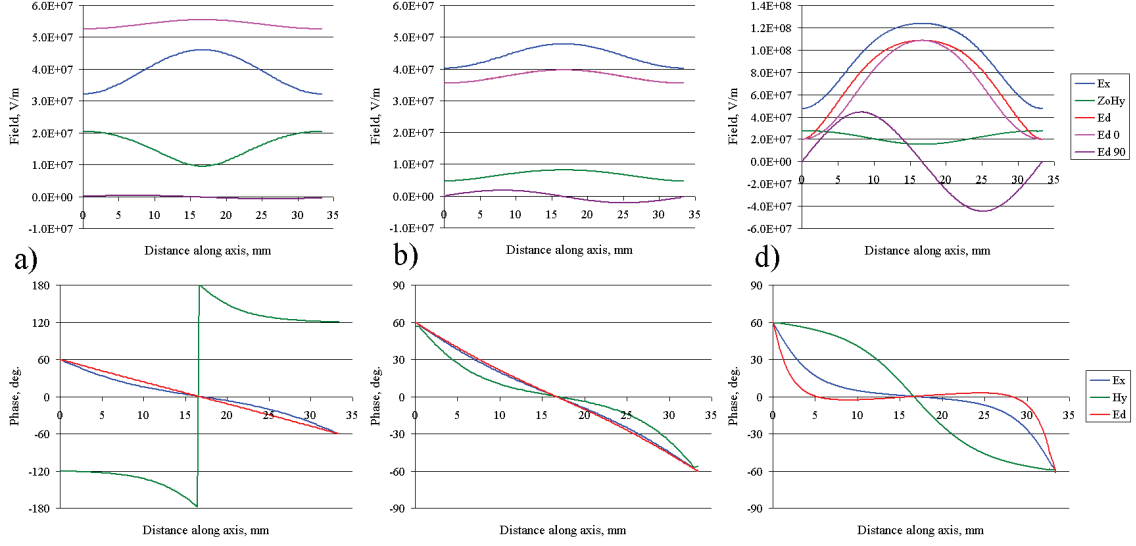 6.0E+07
5.0E+07
4.0E+07
3.0E+07
2.0E+07
1.0E+07
0.0E+00
-1.0E+07
Field, V/m
0 5 10 15 20 25 30 35
Distance along axis, mm
a)
6.0E+07
5.0E+07
4.0E+07
3.0E+07
2.0E+07
1.0E+07
0.0E+00
-1.0E+07
Field, V/m
0 5 10 15 20 25 30 35
Distance along axis, mm
b)
1.4E+08
1.2E+08
1.0E+08
8.0E+07
6.0E+07
4.0E+07
2.0E+07
0.0E+00
-2.0E+07
-4.0E+07
-6.0E+07
Field, V/m
0 5 10 15 20 25 30 35
Distance along axis, mm
d)
Ex
ZoHy
Ed
Ed 0
Ed 90
180
120
60
0
-60
-120
-180
Phase, deg.
0 5 10 15 20 25 30 35
Distance along axis, mm
90
60
30
0
-30
-60
-90
Phase, deg.
0 5 10 15 20 25 30 35
Distance along axis, mm
90
60
30
0
-30
-60
-90
Phase, deg.
0 5 10 15 20 25 30 35
Distance along axis, mm
Ex
Hy
Ed